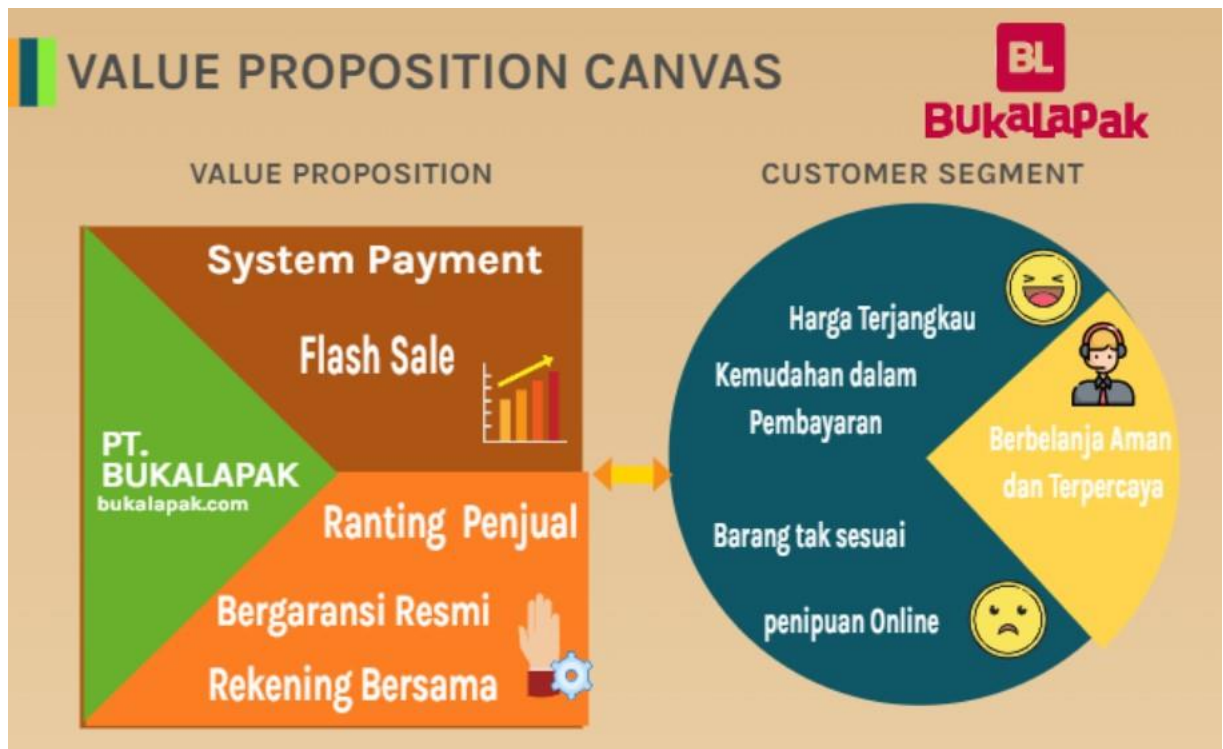 VALUE PROPOSITION CANVAS
BL
BukaLaPak
VALUE PROPOSITION
CUSTOMER SEGMENT
System Payment
Flash Sale
PT.
BUKALAPAK
bukalapak.com
Ranting Penjual
Bergaransi Resmi
Rekening Bersama
Harga Terjangkau
Kemudahan dalam
Pembayaran
Berbelanja Aman
dan Terpercaya
Barang tak sesuai
penipuan Online